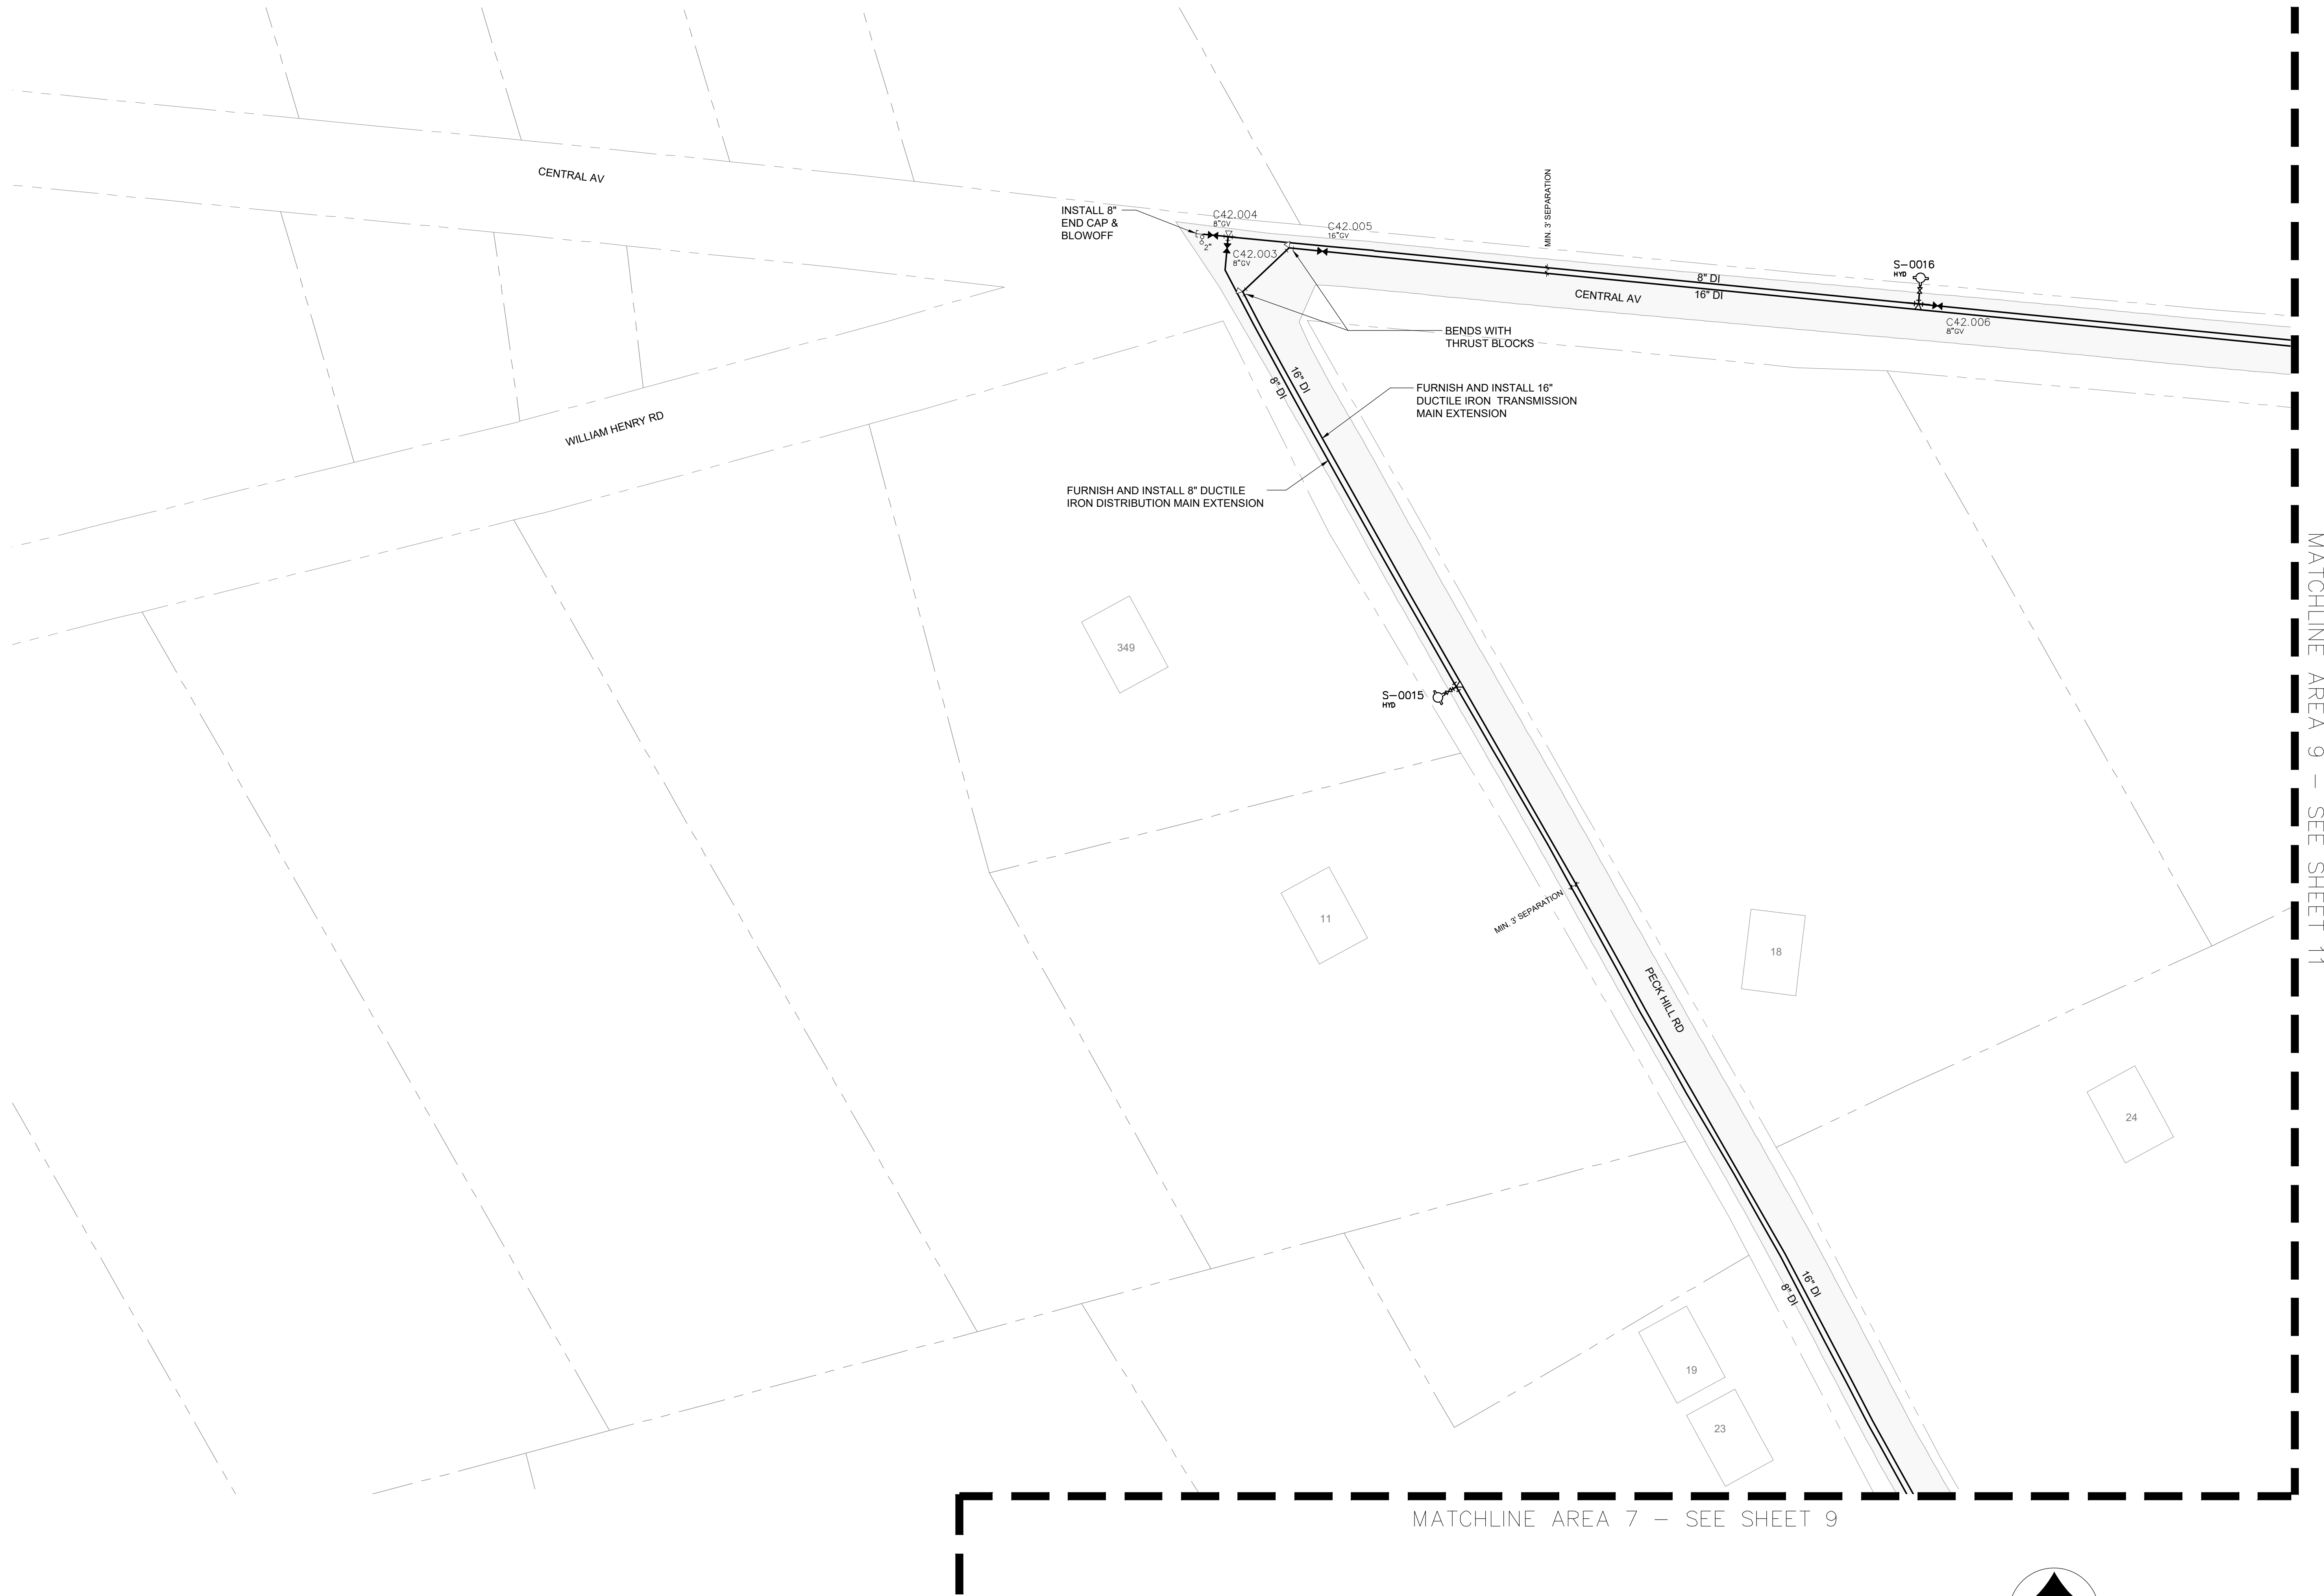 CENTRAL AV
INSTALL 8"
END CAP &
BLOWOFF
C42.004
8"GV
2"
C42.003
8"GV
C42.005
16"GV
MIN. 3' SEPARATION
S-0016
HYD
8" DI
16" DI
CENTRAL AV
C42.006
8"GV
BENDS WITH
THRUST BLOCKS
16" DI
8" DI
FURNISH AND INSTALL 16"
DUCTILE IRON TRANSMISSION
MAIN EXTENSION
WILLIAM HENRY RD
FURNISH AND INSTALL 8" DUCTILE
IRON DISTRIBUTION MAIN EXTENSION
349
S-0015
HYD
MATCHLINE AREA 9 - SEE SHEET 11
11
MIN. 3' SEPARATION
18
PECK HILL RD
24
16" DI
8" DI
19
23
MATCHLINE AREA 7 - SEE SHEET 9